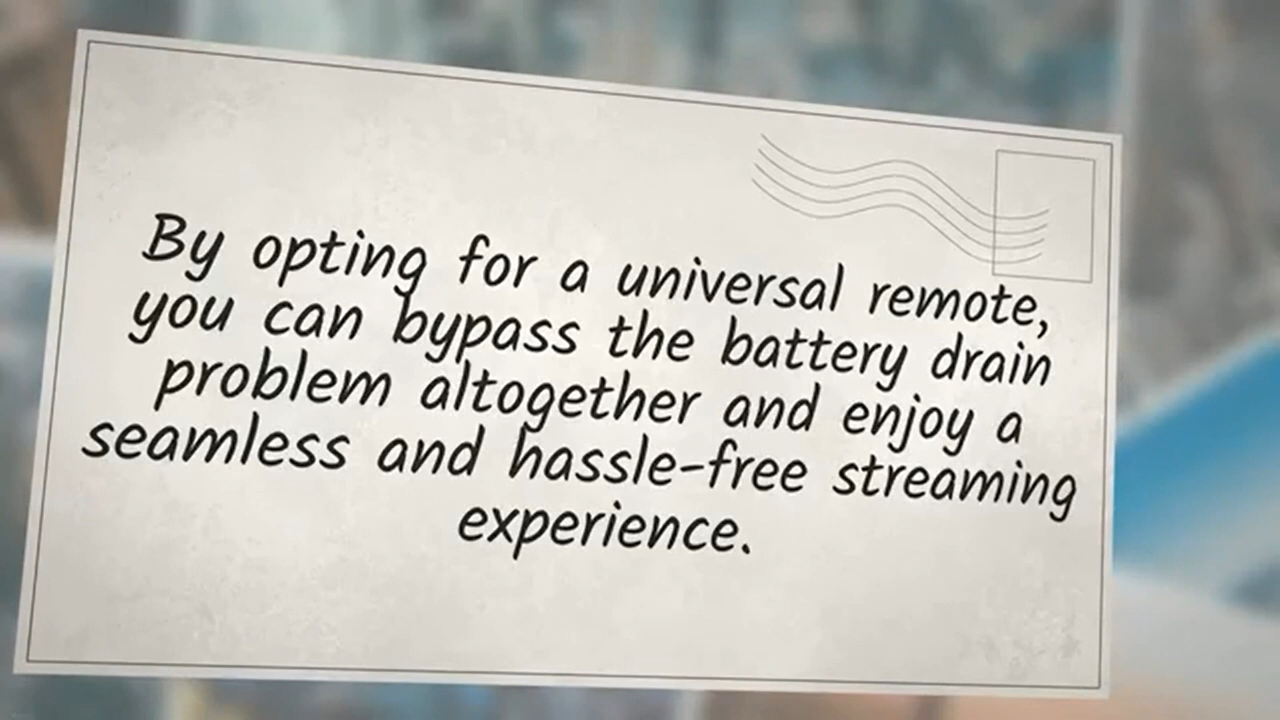 By opting for a universal remote,
you can bypass the battery drain
problem altogether and enjoy a
seamless and hassle-free streaming
experience.